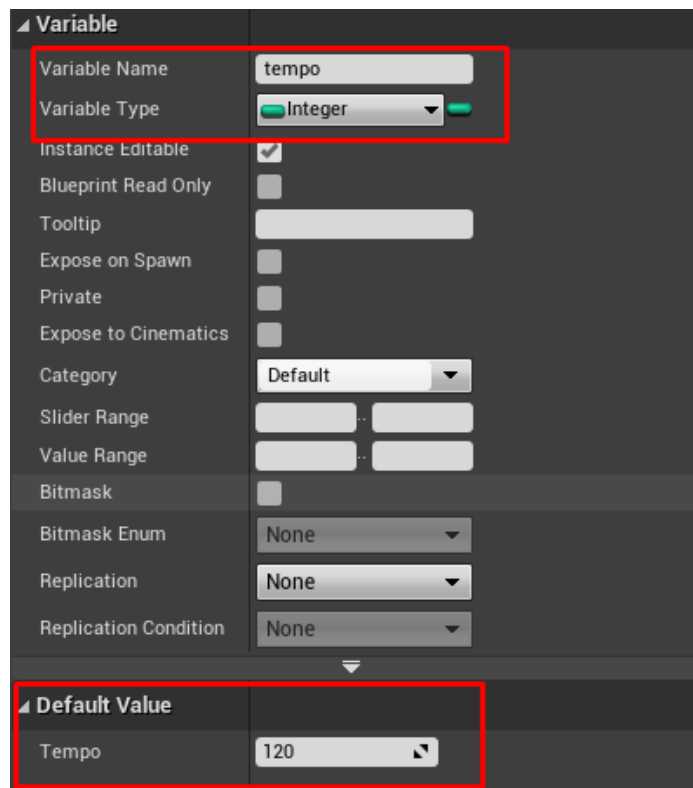 Variable
Variable Name tempo
Variable Type Integer
Instance Editable
Blueprint Read Only
Tooltip
Expose on Spawn
Private
Expose to Cinematics
Category Default
Slider Range ..
Value Range ..
Bitmask
Bitmask Enum None
Replication None
Replication Condition None
Default Value
Tempo 120